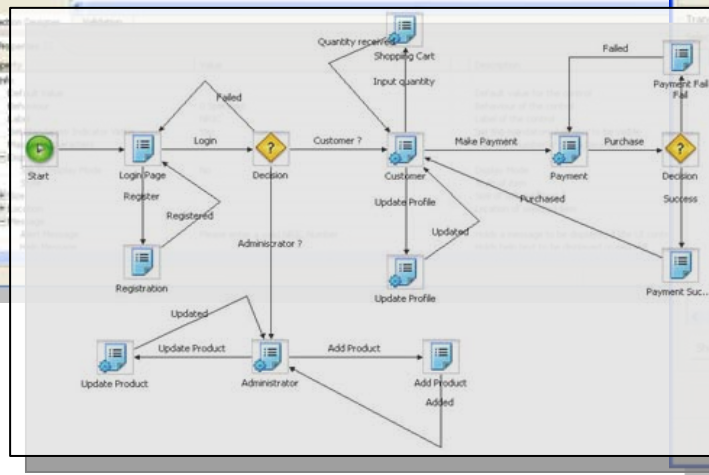 Quantity received
Shopping Cart
Failed
Payment Fail
Fail
Input quantity
Failed
Login
Customer ?
Make Payment
Purchase
Start
Login Page
Decision
Customer
Payment
Decision
Register
Update Profile
Purchased
Success
Registered
Updated
Administrator ?
Registration
Update Profile
Payment Suc...
Updated
Update Product
Add Product
Update Product
Administrator
Add Product
Added